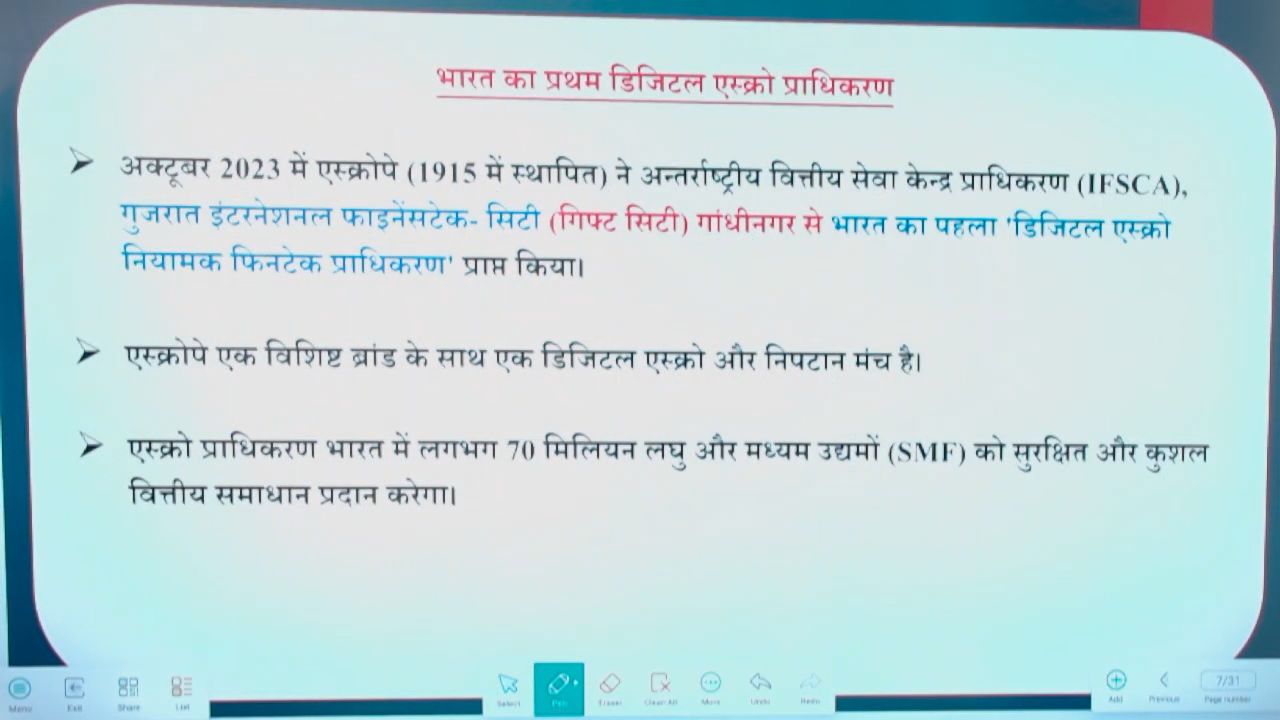 भारत का प्रथम डिजिटल एस्क्रो प्राधिकरण
अक्टूबर 2023 में एस्क्रोपे (1915 में स्थापित) ने अन्तर्राष्ट्रीय वित्तीय सेवा केन्द्र प्राधिकरण (IFSCA),
गुजरात इंटरनेशनल फाइनेंसटेक- सिटी (गिफ्ट सिटी) गांधीनगर से भारत का पहला 'डिजिटल एस्क्रो
नियामक फिनटेक प्राधिकरण' प्राप्त किया।
एस्क्रोपे एक विशिष्ट ब्रांड के साथ एक डिजिटल एस्क्रो और निपटान मंच है।
एस्क्रो प्राधिकरण भारत में लगभग 70 मिलियन लघु और मध्यम उद्यमों (SMF) को सुरक्षित और कुशल
वित्तीय समाधान प्रदान करेगा।
Menu Exit Share List Select Pen Eraser Clean All More Undo Redo Add Previous 7/31 Page number